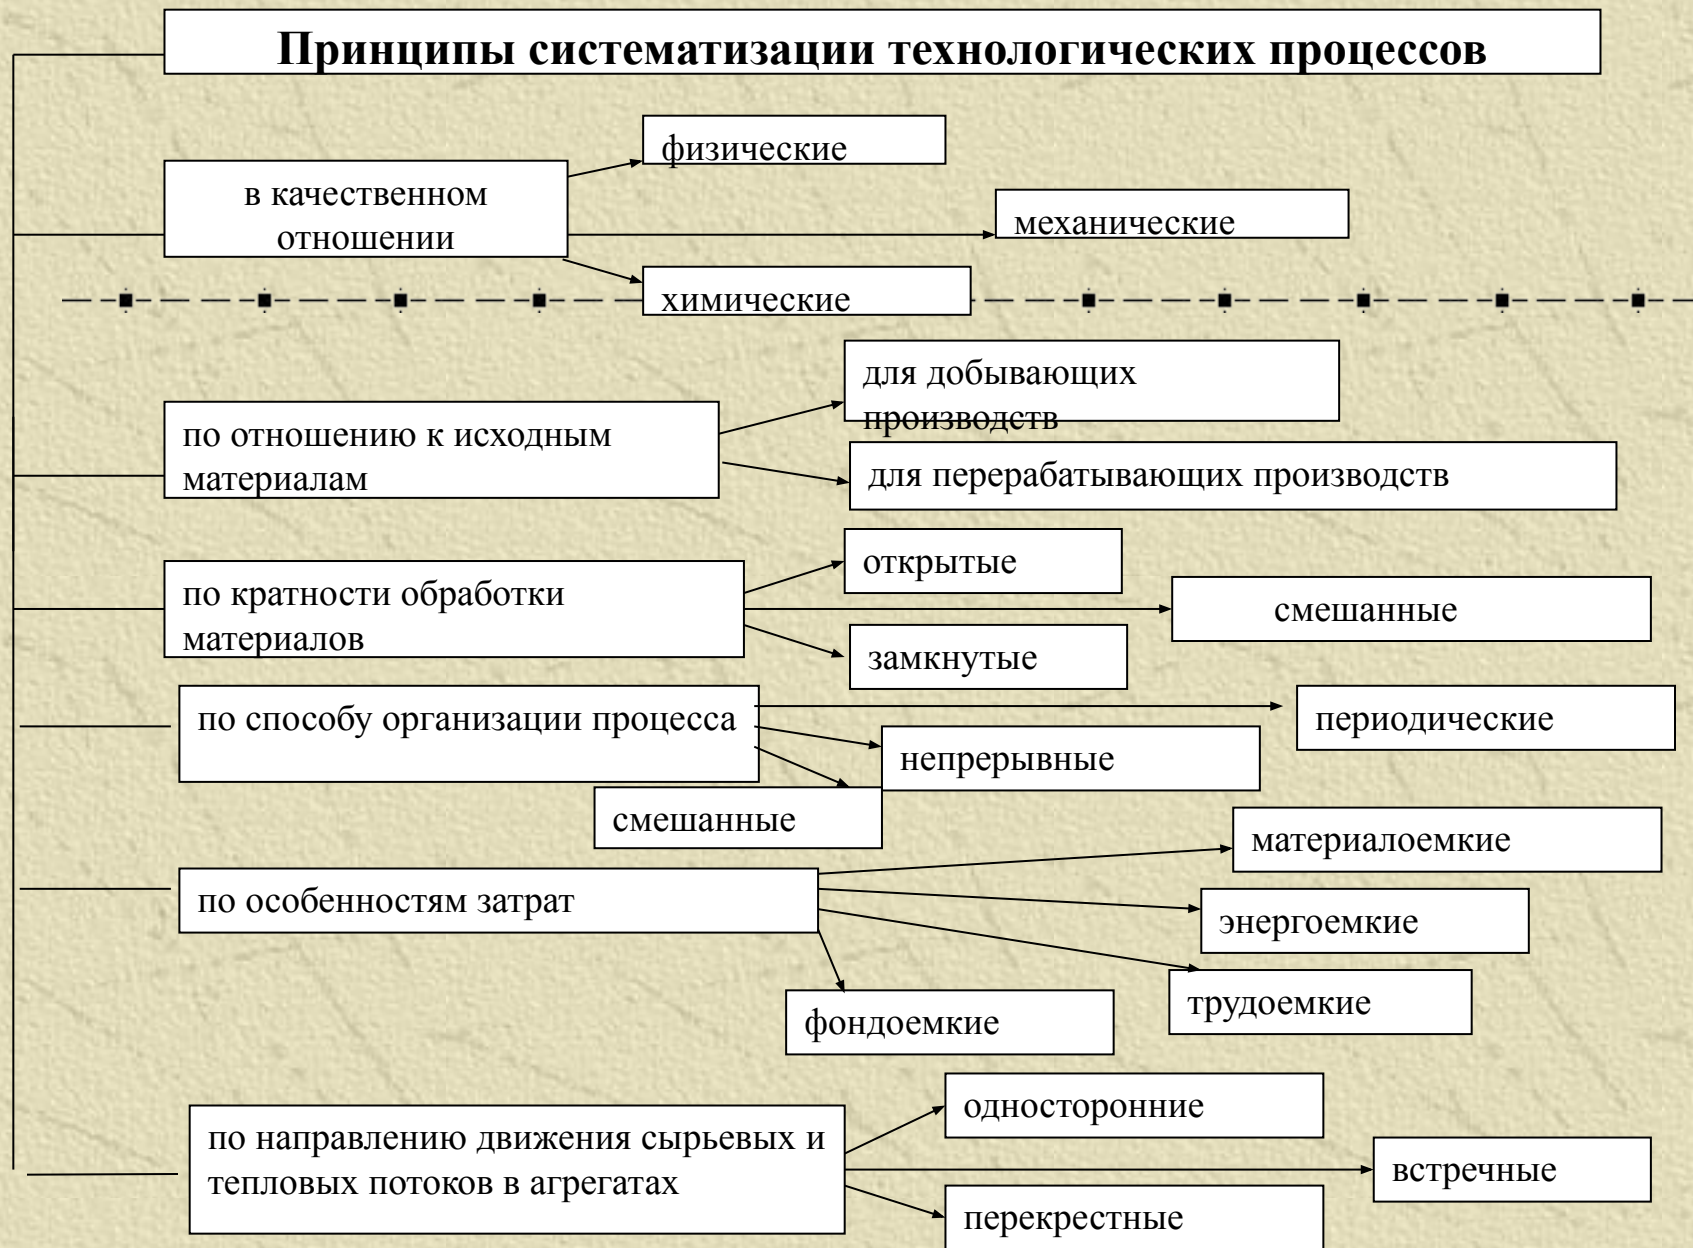 Принципы систематизации технологических процессов
физические
в качественном
отношении
механические
химические
для добывающих
производств
по отношению к исходным
материалам
для перерабатывающих производств
открытые
по кратности обработки
материалов
смешанные
замкнутые
по способу организации процесса
периодические
непрерывные
смешанные
материалоемкие
по особенностям затрат
энергоемкие
трудоемкие
фондоемкие
односторонние
по направлению движения сырьевых и
тепловых потоков в агрегатах
встречные
перекрестные